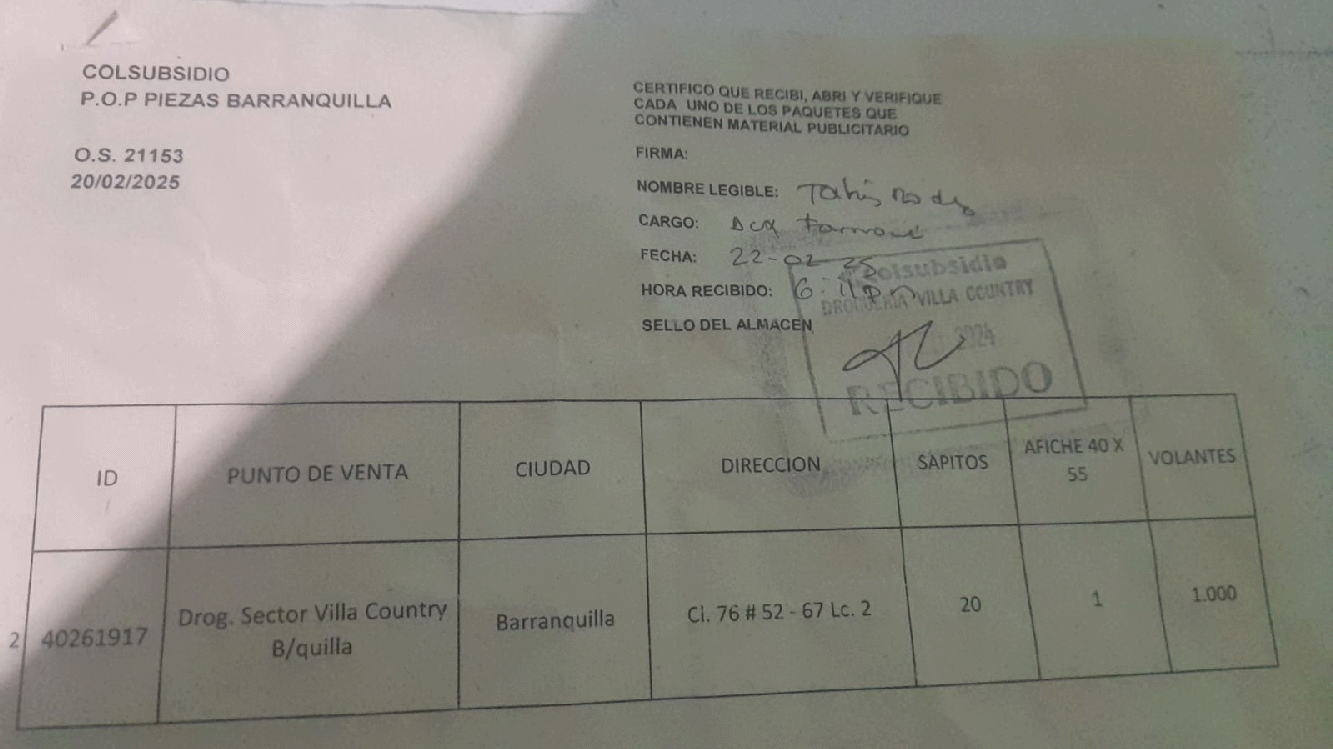 COLSUBSIDIO
P.O.P PIEZAS BARRANQUILLA
O.S. 21153
20/02/2025
CERTIFICO QUE RECIBI, ABRI Y VERIFIQUE
CADA UNO DE LOS PAQUETES QUE
CONTIENEN MATERIAL PUBLICITARIO
FIRMA:
NOMBRE LEGIBLE:
CARGO:
FECHA: 22-02-25
HORA RECIBIDO:
SELLO DEL ALMACEN
Colsubsidio
DROGUERIA VILLA COUNTRY
RECIBIDO
ID PUNTO DE VENTA CIUDAD DIRECCION SAPITOS AFICHE 40 X 55 VOLANTES
2 40261917 Drog. Sector Villa Country B/quilla Barranquilla Cl. 76 # 52 - 67 Lc. 2 20 1 1.000